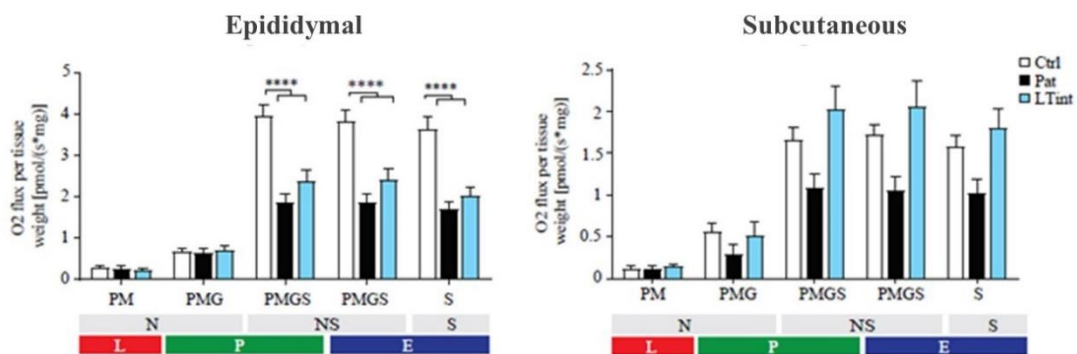 Epididymal
O2 flux per tissue
weight [pmol/(s*mg)]
5
4
3
2
1
0
**** **** ****
PM PMG PMGS PMGS S
N NS S
L P E
Subcutaneous
O2 flux per tissue
weight [pmol/(s*mg)]
2.5
2
1.5
1
0.5
0
Ctrl
Pat
LTint
PM PMG PMGS PMGS S
N NS S
L P E